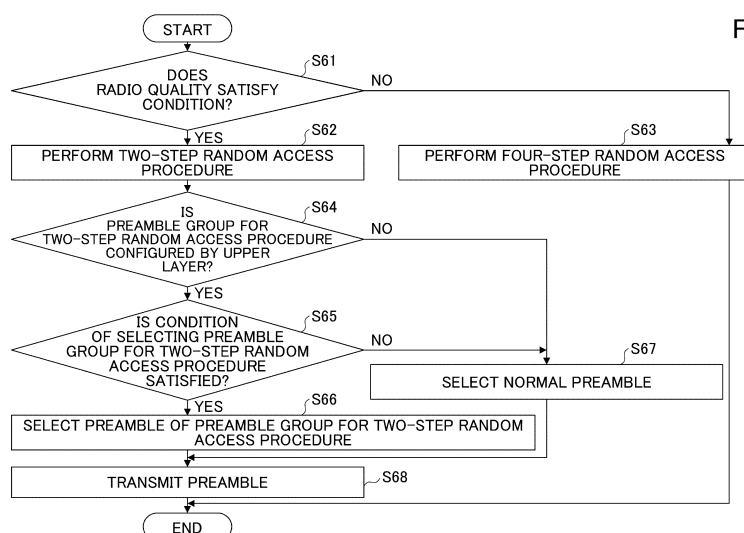 START
F
S61
DOES
RADIO QUALITY SATISFY
CONDITION?
NO
YES
S62
PERFORM TWO-STEP RANDOM ACCESS
PROCEDURE
S63
PERFORM FOUR-STEP RANDOM ACCESS
PROCEDURE
S64
IS
PREAMBLE GROUP FOR
TWO-STEP RANDOM ACCESS PROCEDURE
CONFIGURED BY UPPER
LAYER?
NO
YES
S65
IS CONDITION
OF SELECTING PREAMBLE
GROUP FOR TWO-STEP RANDOM
ACCESS PROCEDURE
SATISFIED?
NO
YES
S67
SELECT NORMAL PREAMBLE
S66
SELECT PREAMBLE OF PREAMBLE GROUP FOR TWO-STEP RANDOM
ACCESS PROCEDURE
TRANSMIT PREAMBLE
S68
END